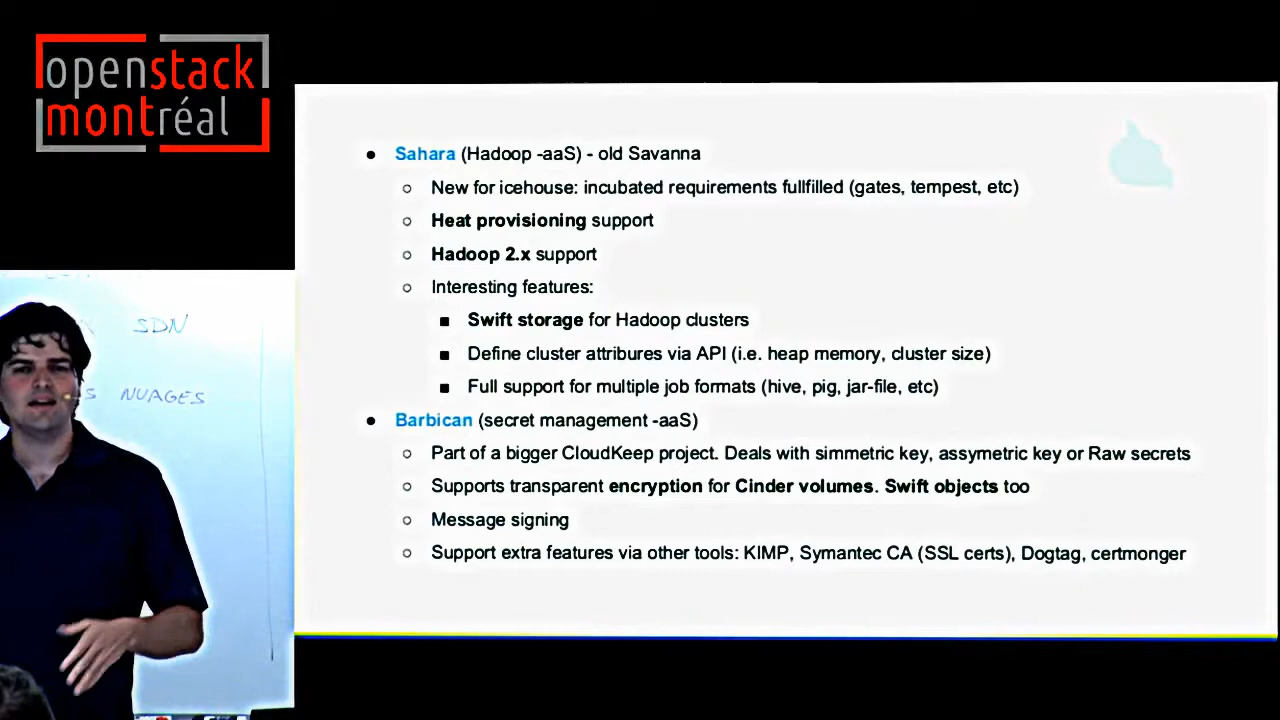 openstack
montréal
● Sahara (Hadoop -aaS) - old Savanna
○ New for icehouse: incubated requirements fullfilled (gates, tempest, etc)
○ Heat provisioning support
○ Hadoop 2.x support
○ Interesting features:
■ Swift storage for Hadoop clusters
■ Define cluster attribures via API (i.e. heap memory, cluster size)
■ Full support for multiple job formats (hive, pig, jar-file, etc)
● Barbican (secret management -aaS)
○ Part of a bigger CloudKeep project. Deals with simmetric key, assymetric key or Raw secrets
○ Supports transparent encryption for Cinder volumes. Swift objects too
○ Message signing
○ Support extra features via other tools: KIMP, Symantec CA (SSL certs), Dogtag, certmonger
SDN
NUAGES